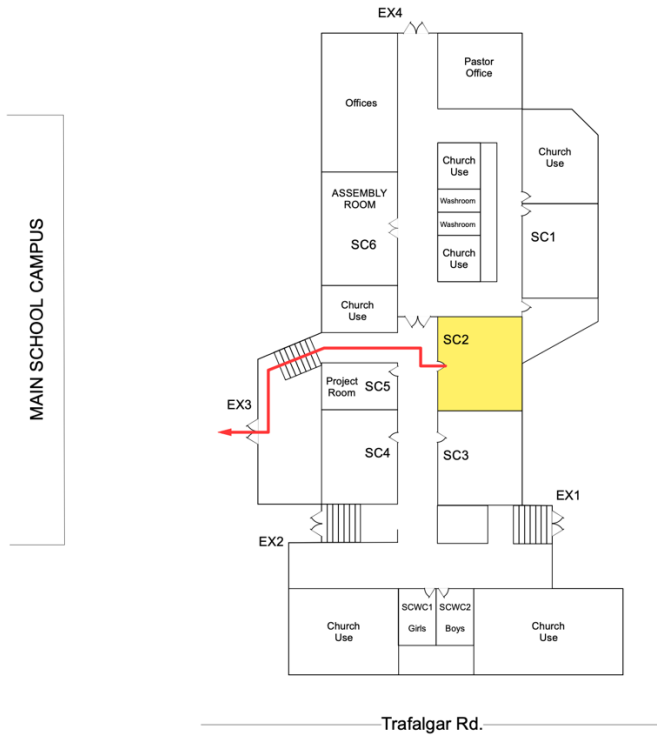 EX4
Pastor
Office
Offices
Church
Use
Church
Use
ASSEMBLY
ROOM
Washroom
Washroom
SC6
SC1
Church
Use
Church
Use
MAIN SCHOOL CAMPUS
SC2
Project
Room
SC5
EX3
SC4
SC3
EX1
EX2
SCWC1
Girls
SCWC2
Boys
Church
Use
Church
Use
Trafalgar Rd.